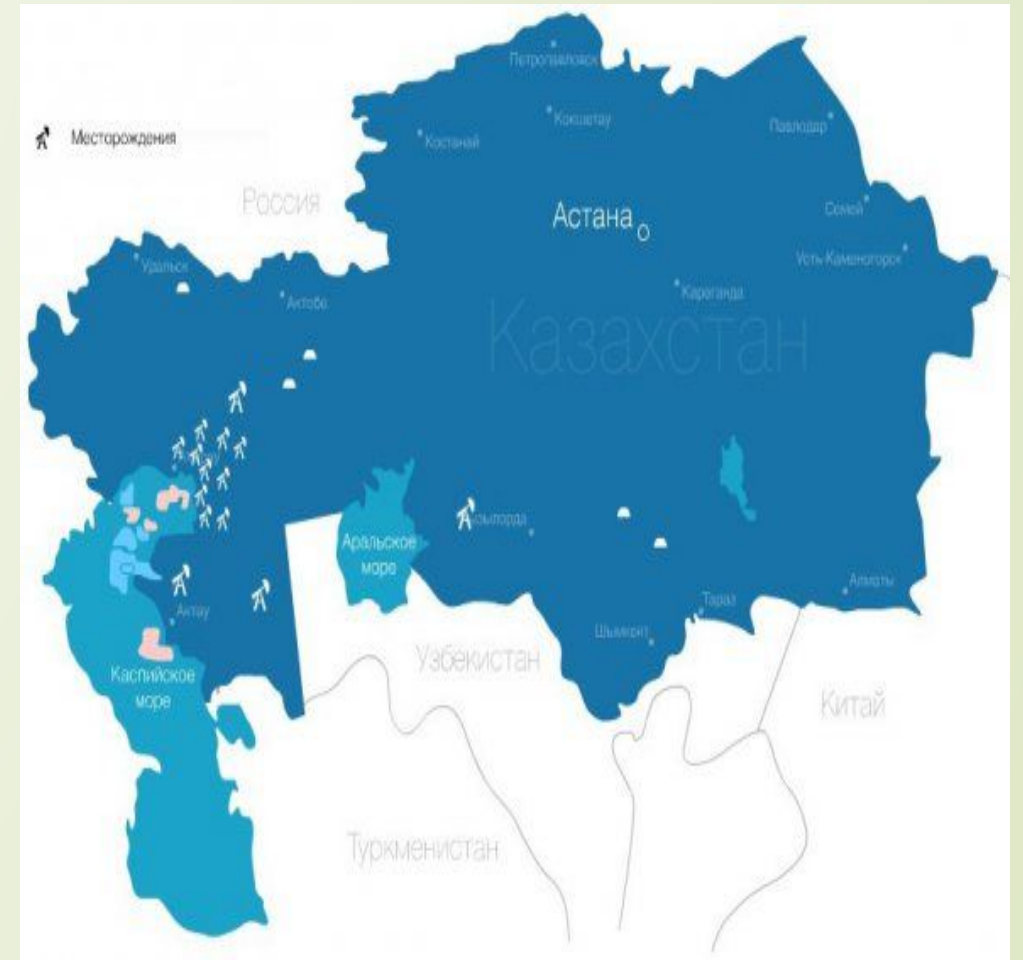 Петропавловск
Кокшетау
Костанай
Павлодар
Месторождения
Россия
Астана
Семей
Уральск
Усть-Каменогорск
Актобе
Караганда
Казахстан
Аральское
море
Алматы
Тараз
Актау
Шымкент
Узбекистан
Каспийское
море
Китай
Туркменистан